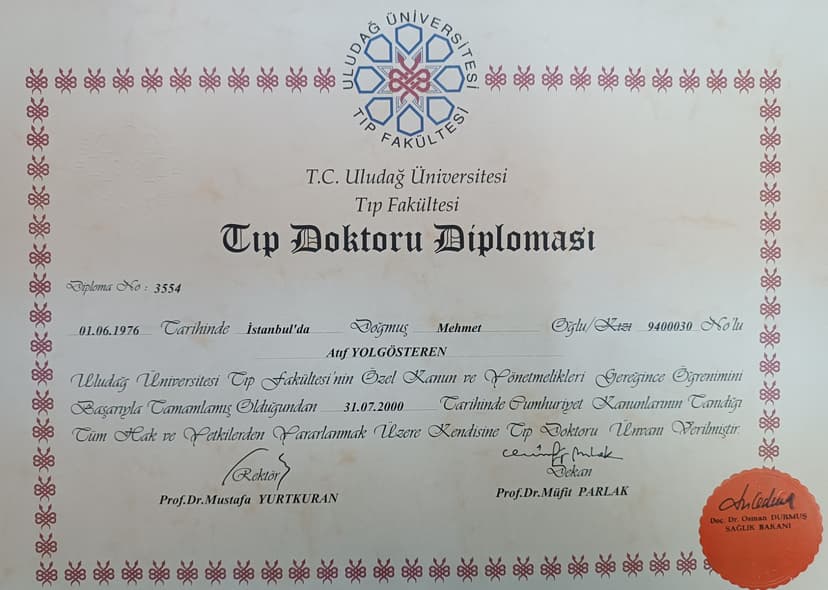 ULUDAĞ ÜNİVERSİTESİ
TIP FAKÜLTESİ
T.C. Uludağ Üniversitesi
Tıp Fakültesi
Tıp Doktoru Diploması
Diploma No : 3554
01.06.1976 Tarihinde İstanbul'da Doğmuş Mehmet Oğlu/Kızı 9400030 No'lu
Atıf YOLGÖSTEREN
Uludağ Üniversitesi Tıp Fakültesi'nin Özel Kanun ve Yönetmelikleri Gereğince Öğrenimini
Başarıyla Tamamlamış Olduğundan 31.07.2000 Tarihinde Cumhuriyet Kanunlarının Tanıdığı
Tüm Hak ve Yetkilerden Yararlanmak Üzere Kendisine Tıp Doktoru Ünvanı Verilmiştir.
Rektör
Prof.Dr.Mustafa YURTKURAN
Dekan
Prof.Dr.Müfit PARLAK
Doc. Dr. Osman DURMUŞ
SAĞLIK BAKANI